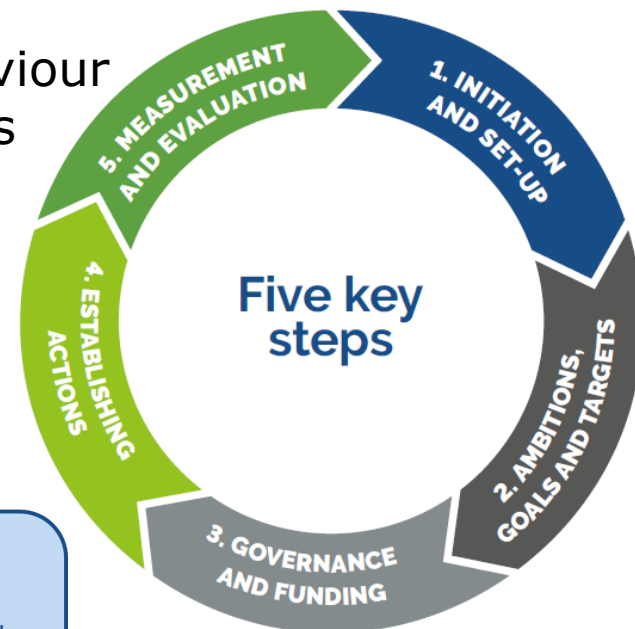 viour
s
1. INITIATION
AND SET-UP
2. AMBITIONS,
GOALS AND TARGETS
3. GOVERNANCE
AND FUNDING
4. ESTABLISHING
ACTIONS
5. MEASUREMENT
AND EVALUATION
Five key
steps